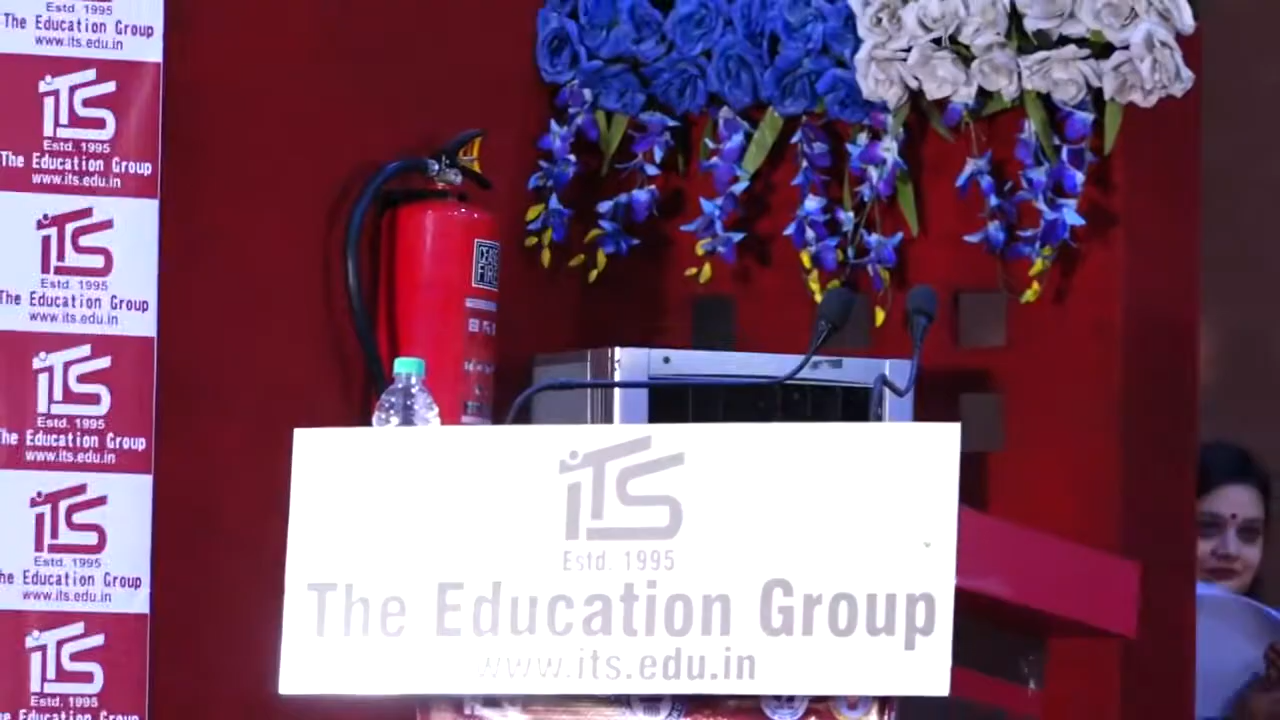 Estd. 1995
The Education Group
www.its.edu.in
iTS
Estd. 1995
The Education Group
www.its.edu.in
iTS
Estd. 1995
The Education Group
www.its.edu.in
iTS
Estd. 1995
The Education Group
www.its.edu.in
iTS
Estd. 1995
he Education Group
www.its.edu.in
iTS
Estd. 1995
CEASE
FIRE
iTS
Estd. 1995
The Education Group
www.its.edu.in